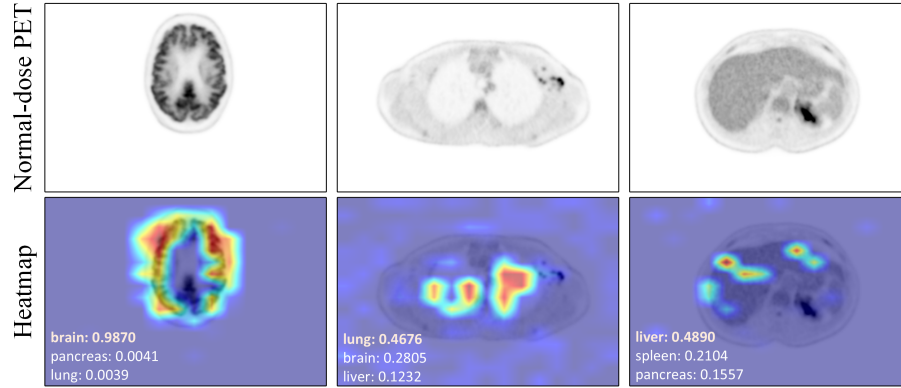 Normal-dose PET
Heatmap
brain: 0.9870
pancreas: 0.0041
lung: 0.0039
lung: 0.4676
brain: 0.2805
liver: 0.1232
liver: 0.4890
spleen: 0.2104
pancreas: 0.1557